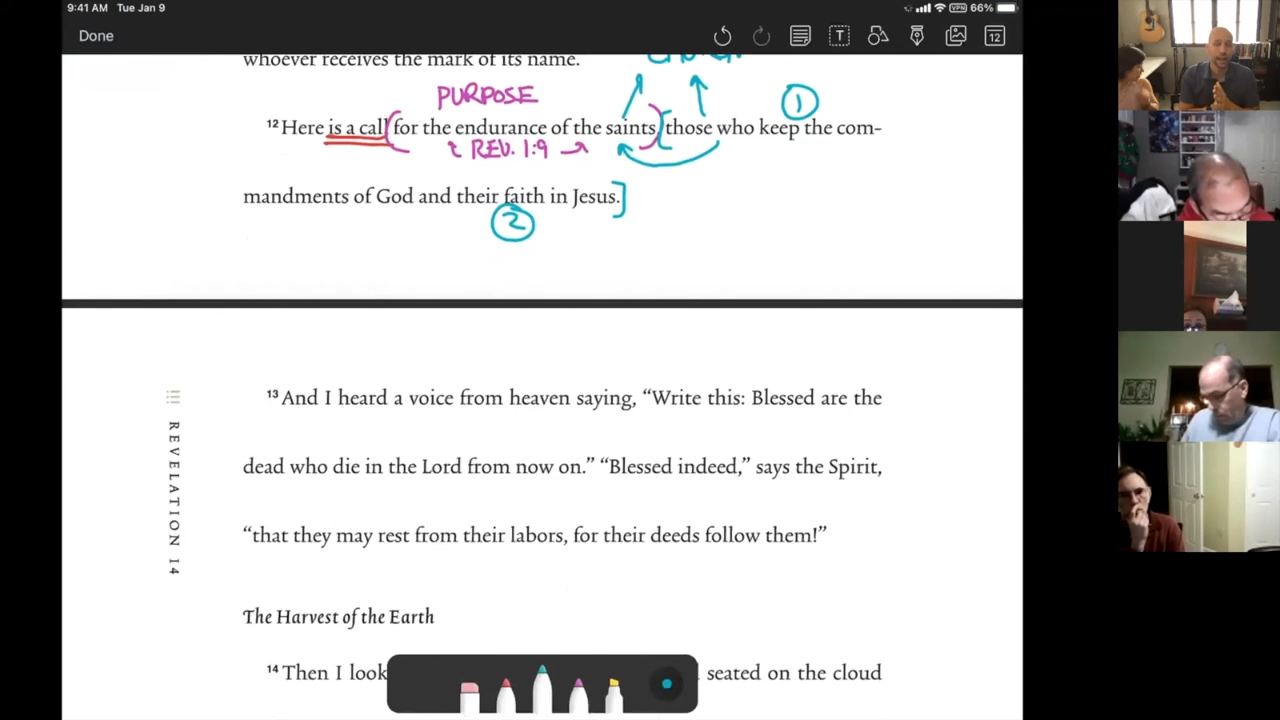 9:41 AM Tue Jan 9
VPN 66%
Done
T
12
whoever receives the mark of its name.
PURPOSE
1
12 Here is a call for the endurance of the saints, those who keep the com-
REV. 1:9
mandments of God and their faith in Jesus.
2
13 And I heard a voice from heaven saying, “Write this: Blessed are the
dead who die in the Lord from now on.” “Blessed indeed,” says the Spirit,
“that they may rest from their labors, for their deeds follow them!”
REVELATION 14
The Harvest of the Earth
14 Then I look
seated on the cloud